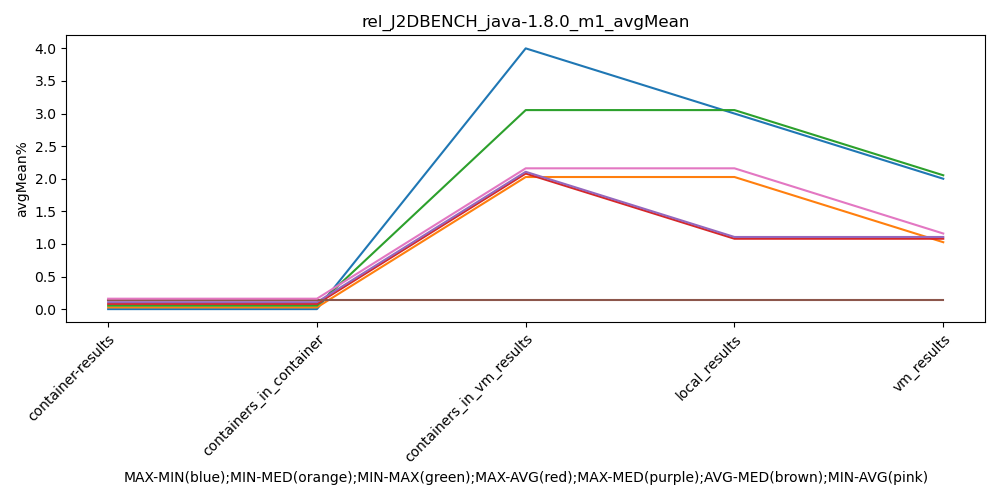 rel_J2DBENCH_java-1.8.0_m1_avgMean
avgMean%
4.0
3.5
3.0
2.5
2.0
1.5
1.0
0.5
0.0
container-results
containers_in_container
containers_in_vm_results
local_results
vm_results
MAX-MIN(blue);MIN-MED(orange);MIN-MAX(green);MAX-AVG(red);MAX-MED(purple);AVG-MED(brown);MIN-AVG(pink)